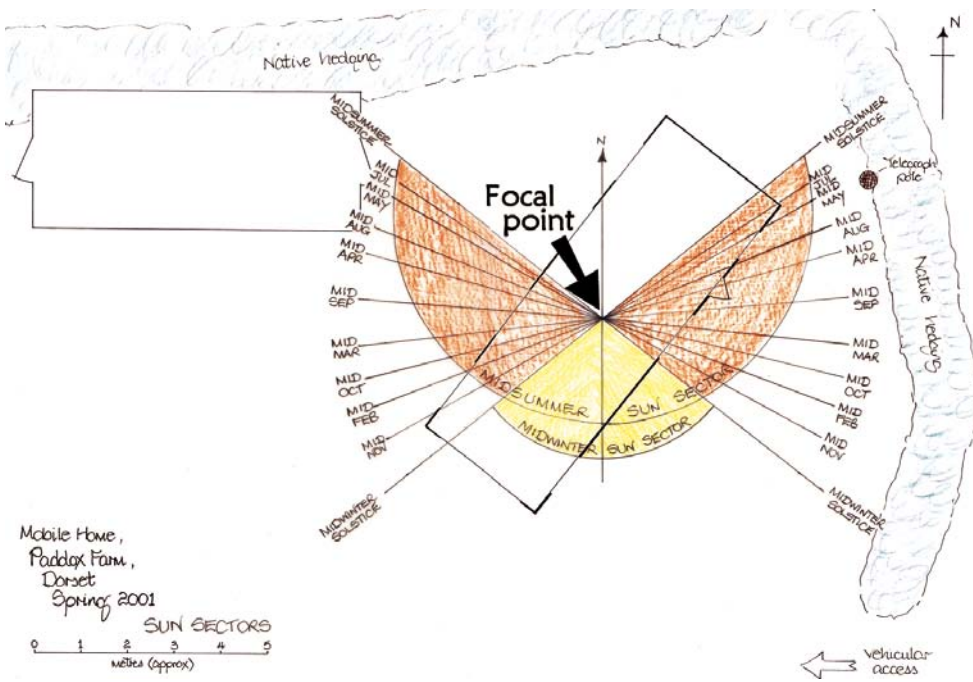 N
Native hedging
MIDSUMMER
SOLSTICE
MIDSUMMER
SOLSTICE
N
Telegraph
pole
MID
JUL
MID
MAY
MID
AUG
MID
APR
MID
SEP
MID
MAR
MID
OCT
MID
FEB
MID
NOV
MIDWINTER
SOLSTICE
Focal
point
MID
JUL
MID
MAY
MID
AUG
MID
APR
MID
SEP
MID
MAR
MID
OCT
MID
FEB
MID
NOV
MIDWINTER
SOLSTICE
Native hedging
MIDSUMMER SUN SECTOR
MIDWINTER SUN SECTOR
Mobile Home,
Paddox Farm,
Dorset
Spring 2001
SUN SECTORS
0 1 2 3 4 5
Metres (approx)
vehicular
access